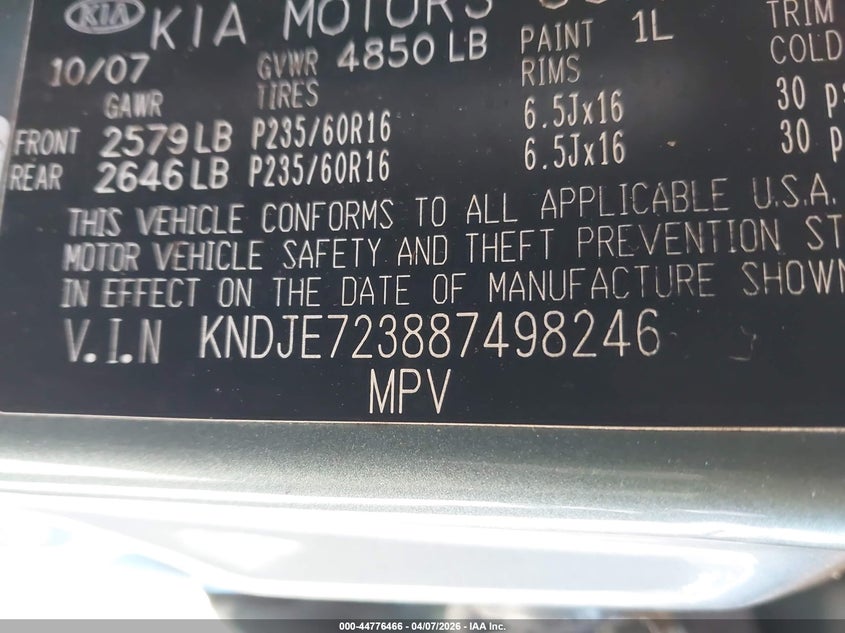 KIA KIA MOTORS
10/07 GVWR 4850 LB PAINT 1L TRIM
GAWR TIRES RIMS COLD
FRONT 2579 LB P235/60R16 6.5Jx16 30 ps
REAR 2646 LB P235/60R16 6.5Jx16 30 p
THIS VEHICLE CONFORMS TO ALL APPLICABLE U.S.A.
MOTOR VEHICLE SAFETY AND THEFT PREVENTION ST
IN EFFECT ON THE DATE OF MANUFACTURE SHOWN
V.I.N KNDJE723887498246
MPV
000-44776466 - 04/07/2026 - IAA Inc.